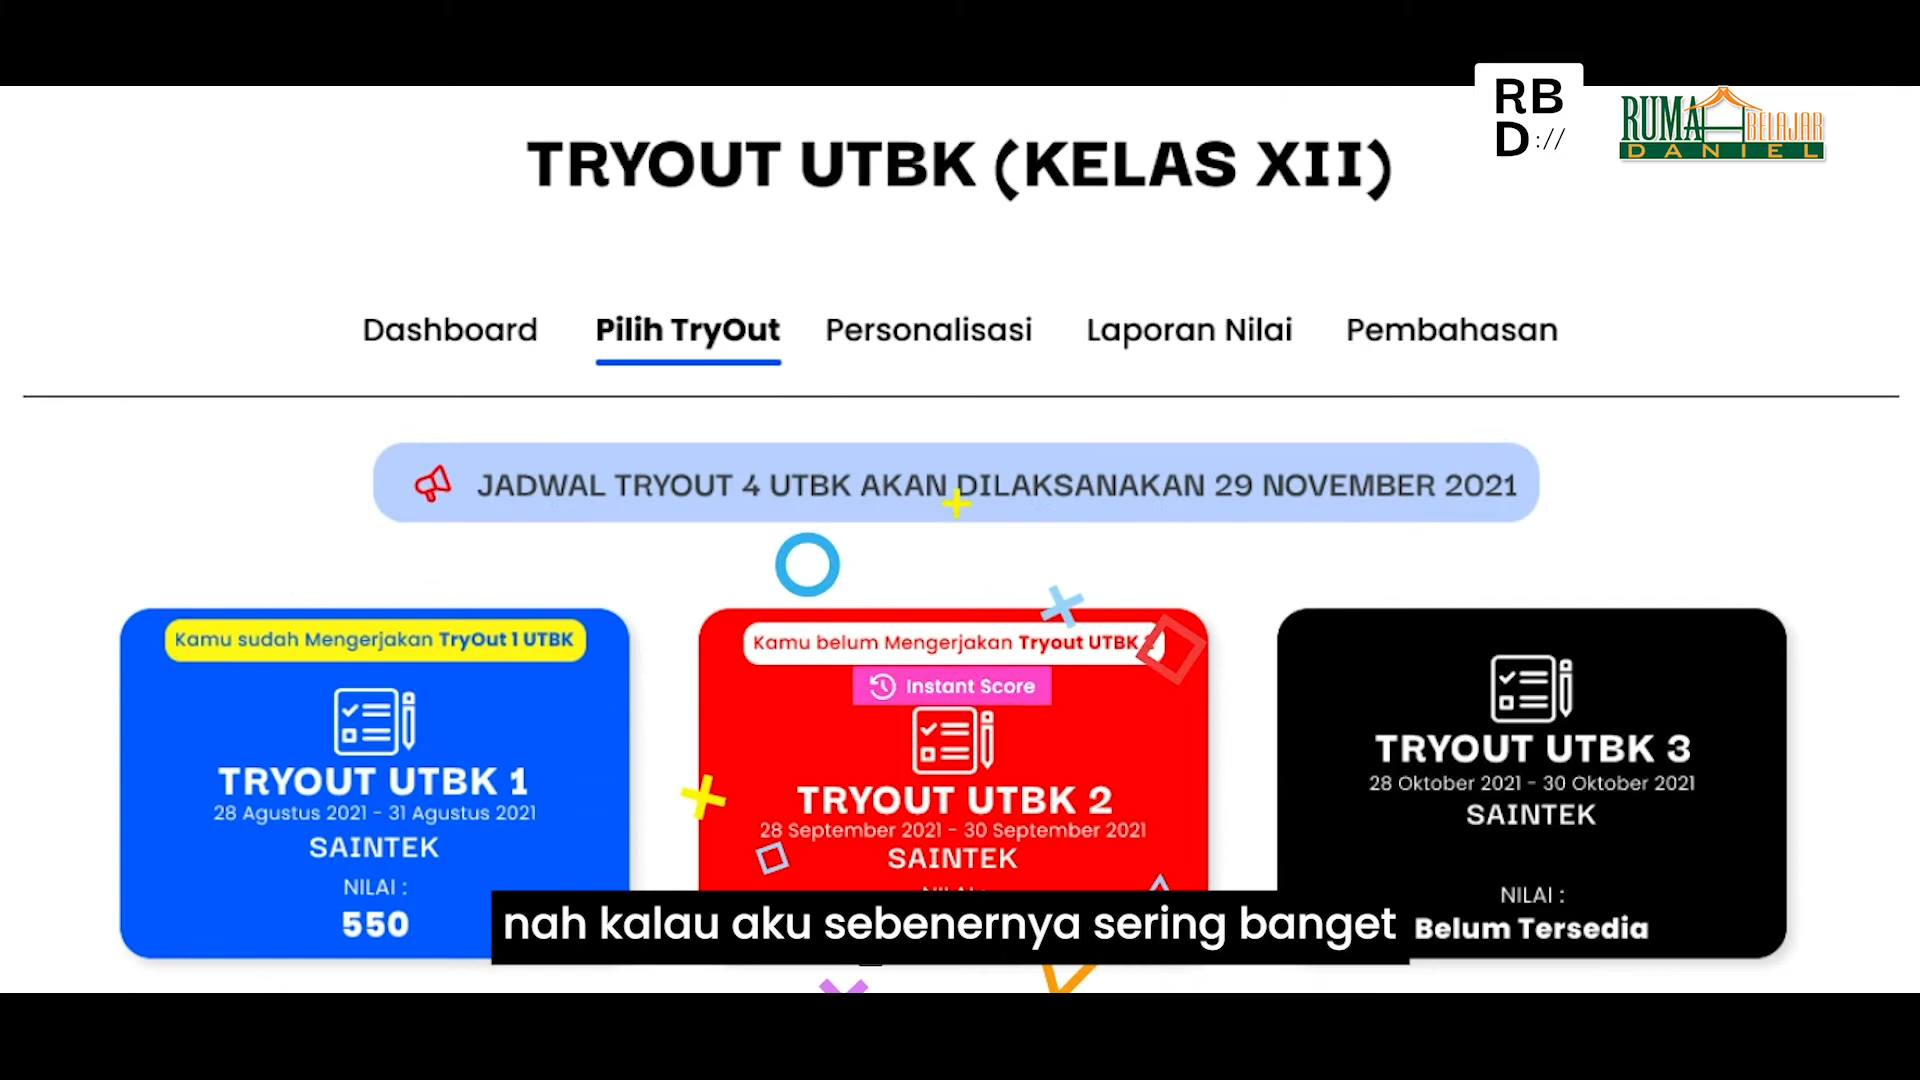 RB
D://
RUMA BELAJAR
DANIEL
TRYOUT UTBK (KELAS XII)
Dashboard
Pilih TryOut
Personalisasi
Laporan Nilai
Pembahasan
JADWAL TRYOUT 4 UTBK AKAN DILAKSANAKAN 29 NOVEMBER 2021
Kamu sudah Mengerjakan TryOut 1 UTBK
TRYOUT UTBK 1
28 Agustus 2021 - 31 Agustus 2021
SAINTEK
NILAI :
550
Kamu belum Mengerjakan Tryout UTBK
Instant Score
TRYOUT UTBK 2
28 September 2021 - 30 September 2021
SAINTEK
TRYOUT UTBK 3
28 Oktober 2021 - 30 Oktober 2021
SAINTEK
NILAI :
Belum Tersedia
nah kalau aku sebenernya sering banget